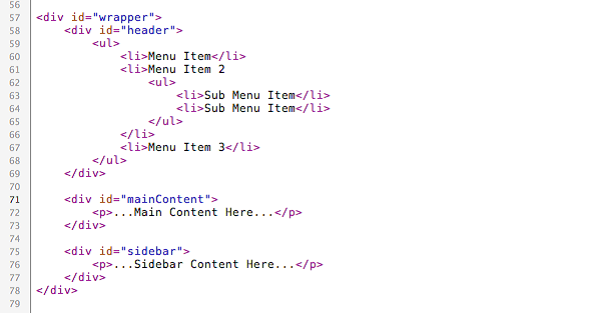 56
57 <div id="wrapper">
58     <div id="header">
59         <ul>
60             <li>Menu Item</li>
61             <li>Menu Item 2
62                 <ul>
63                     <li>Sub Menu Item</li>
64                     <li>Sub Menu Item</li>
65                 </ul>
66             </li>
67             <li>Menu Item 3</li>
68         </ul>
69     </div>
70
71     <div id="mainContent">
72         <p>...Main Content Here...</p>
73     </div>
74
75     <div id="sidebar">
76         <p>...Sidebar Content Here...</p>
77     </div>
78 </div>
79